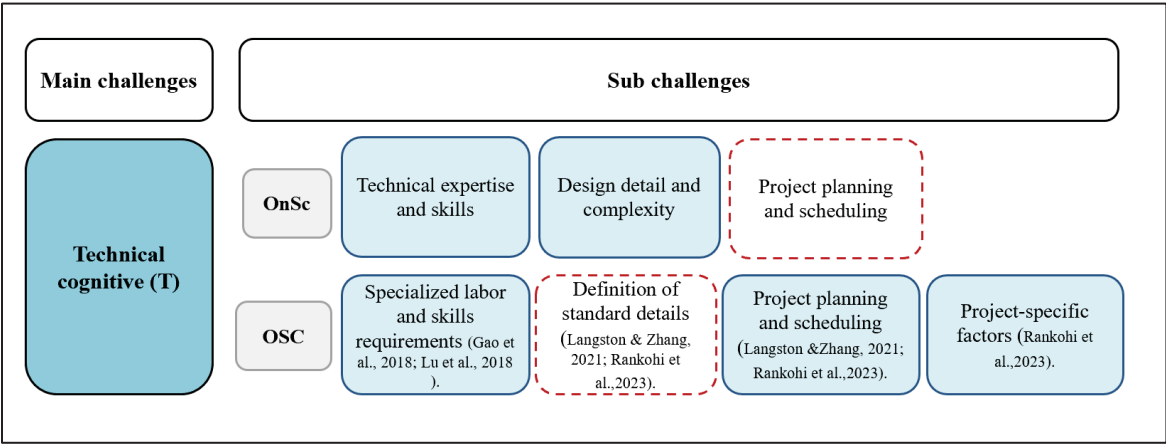 Main challenges
Sub challenges
Technical
cognitive (T)
OnSc
Technical expertise
and skills
Design detail and
complexity
Project planning
and scheduling
OSC
Specialized labor
and skills
requirements (Gao et
al., 2018; Lu et al., 2018
).
Definition of
standard details
(Langston & Zhang,
2021; Rankohi et
al.,2023).
Project planning
and scheduling
(Langston &Zhang, 2021;
Rankohi et al.,2023).
Project-specific
factors (Rankohi et
al.,2023).